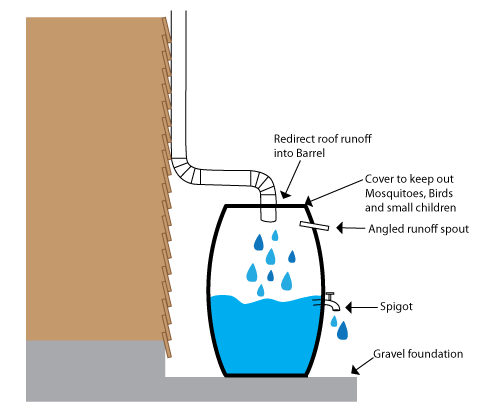 Redirect roof runoff
into Barrel
Cover to keep out
Mosquitoes, Birds
and small children
Angled runoff spout
Spigot
Gravel foundation